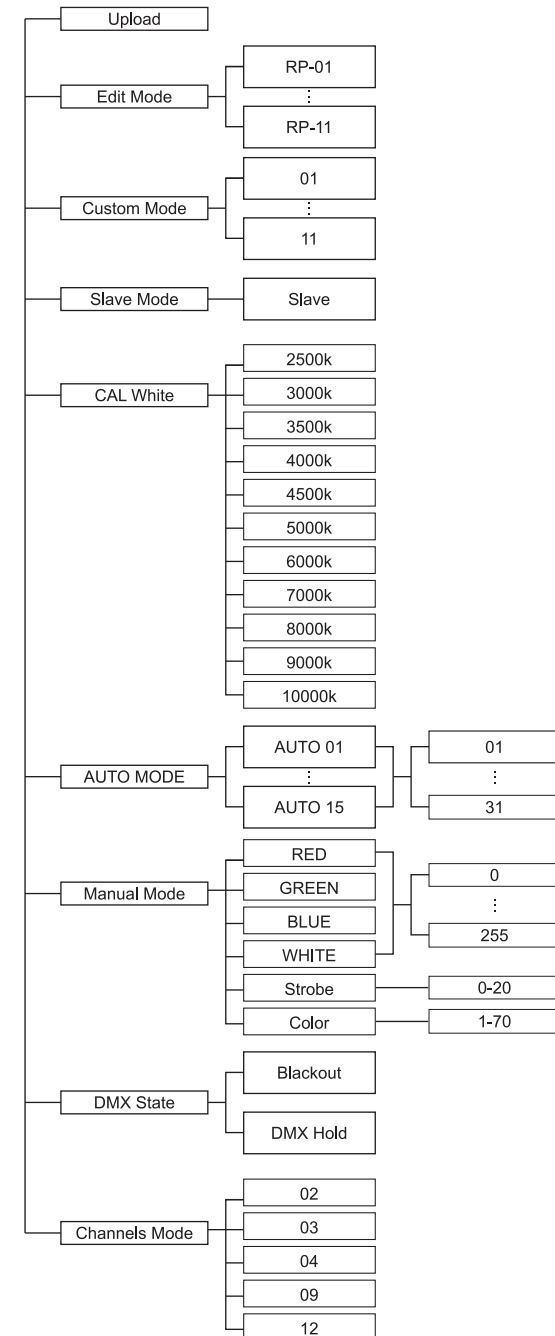 Upload
Edit Mode
RP-01
RP-11
Custom Mode
01
11
Slave Mode
Slave
CAL White
2500k
3000k
3500k
4000k
4500k
5000k
6000k
7000k
8000k
9000k
10000k
AUTO MODE
AUTO 01
AUTO 15
01
31
Manual Mode
RED
GREEN
BLUE
WHITE
0
255
Strobe
0-20
Color
1-70
DMX State
Blackout
DMX Hold
Channels Mode
02
03
04
09
12